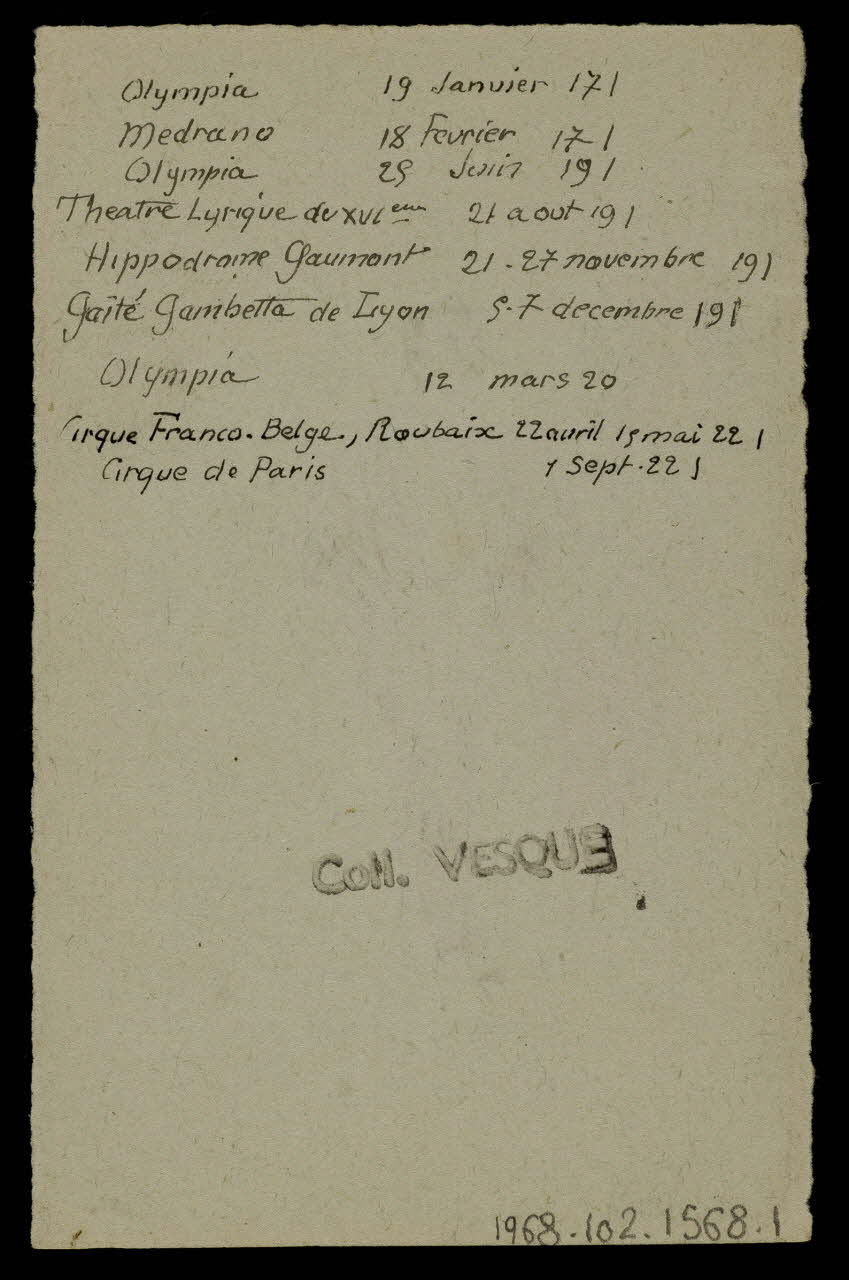 Olympia 19 Janvier 17 |
Medrano 18 Fevrier 17 |
Olympia 25 Juin 19 |
Theatre Lyrique du XVIeme 21 aout 19 |
Hippodrome Gaumont 21-27 novembre 19 |
Gaîté Gambetta de Lyon 5-7 decembre 19 |
Olympia 12 mars 20
Cirque Franco-Belge, Roubaix 22 avril 15 mai 22 |
Cirque de Paris 1 Sept. 22 |
Coll. VESQUE
1968.102.1568.1